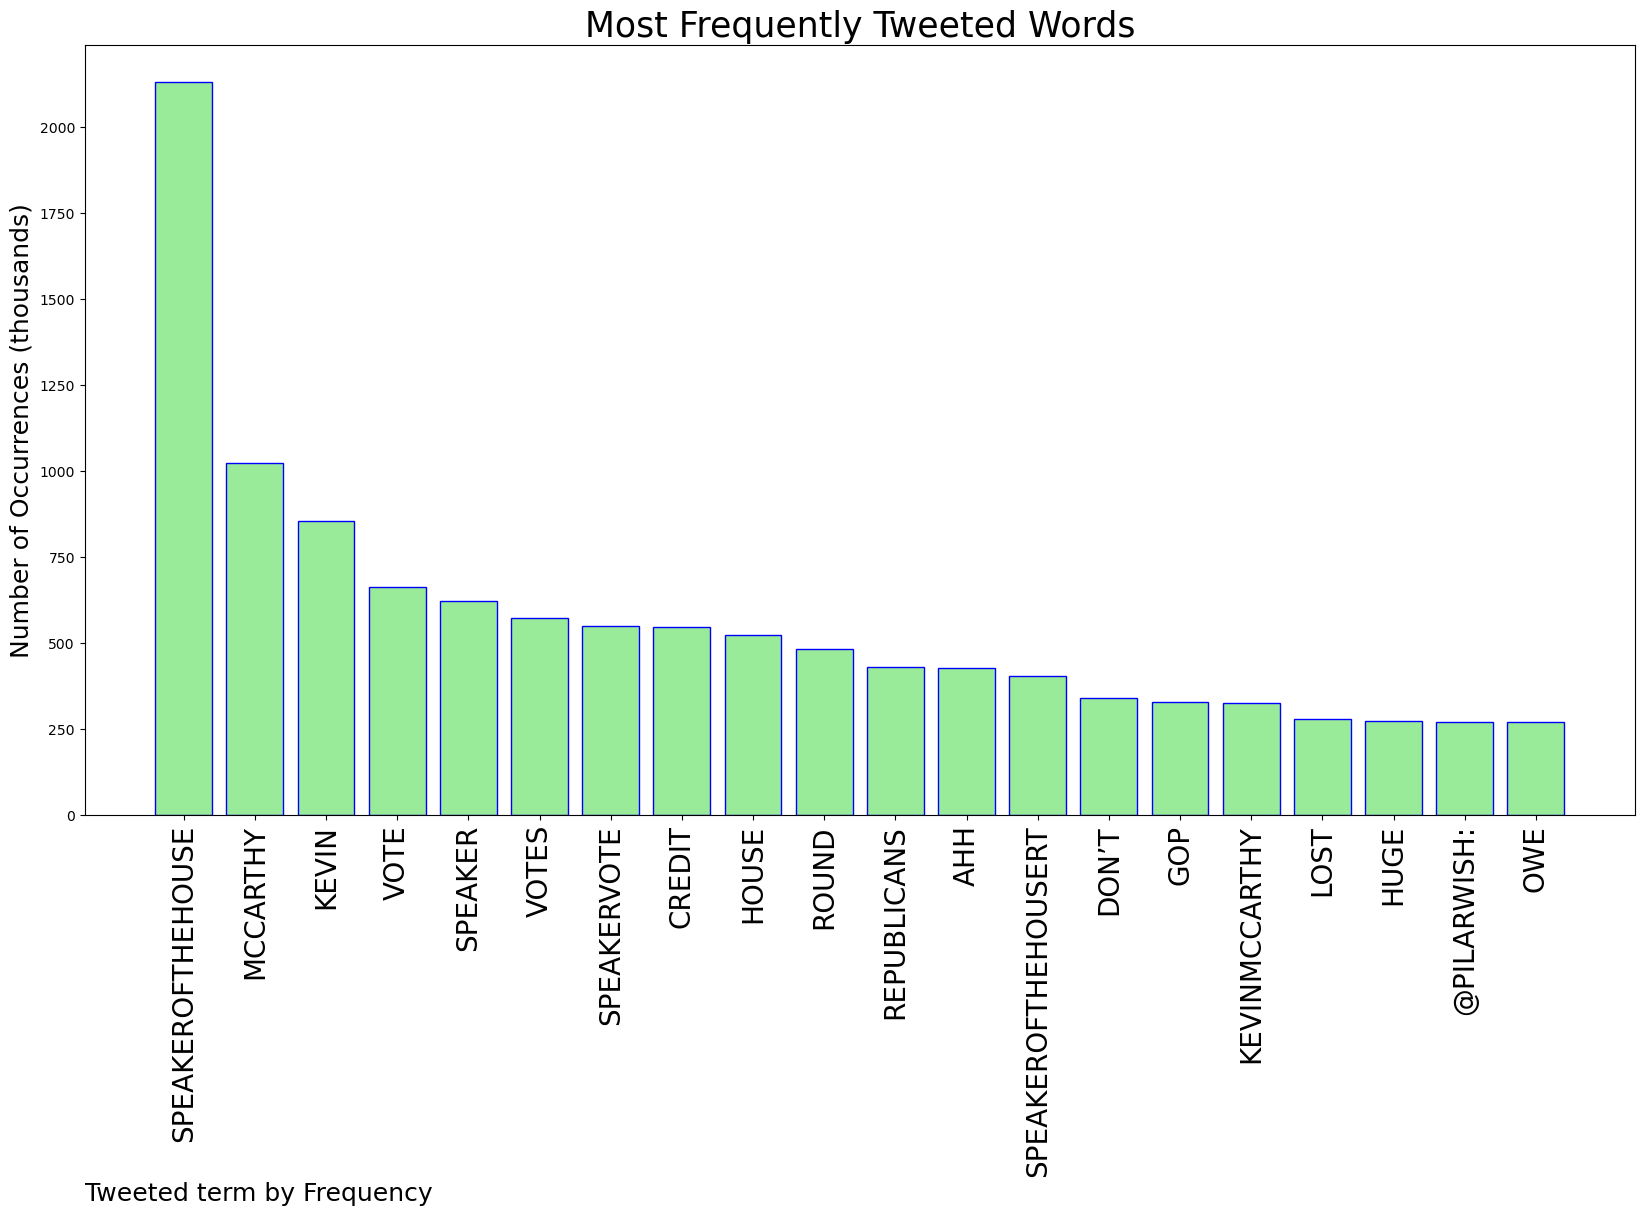 Most Frequently Tweeted Words
Number of Occurrences (thousands)
2000
1750
1500
1250
1000
750
500
250
0
SPEAKEROFTHEHOUSE
MCCARTHY
KEVIN
VOTE
SPEAKER
VOTES
SPEAKERVOTE
CREDIT
HOUSE
ROUND
REPUBLICANS
AHH
SPEAKEROFTHEHOUSERT
DON’T
GOP
KEVINMCCARTHY
LOST
HUGE
@PILARWISH:
OWE
Tweeted term by Frequency